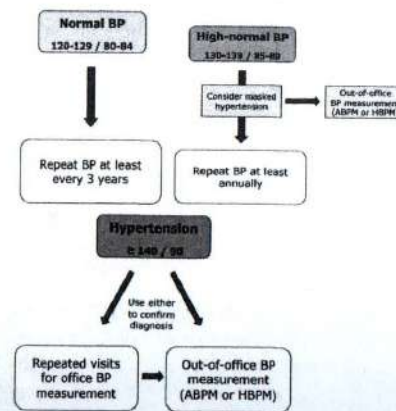 Normal BP
120-129 / 80-84
High-normal BP
130-139 / 85-89
Consider masked
hypertension
Out-of-office
BP measurement
(ABPM or HBPM)
Repeat BP at least
every 3 years
Repeat BP at least
annually
Hypertension
≥ 140 / 90
Use either
to confirm
diagnosis
Repeated visits
for office BP
measurement
Out-of-office BP
measurement
(ABPM or HBPM)